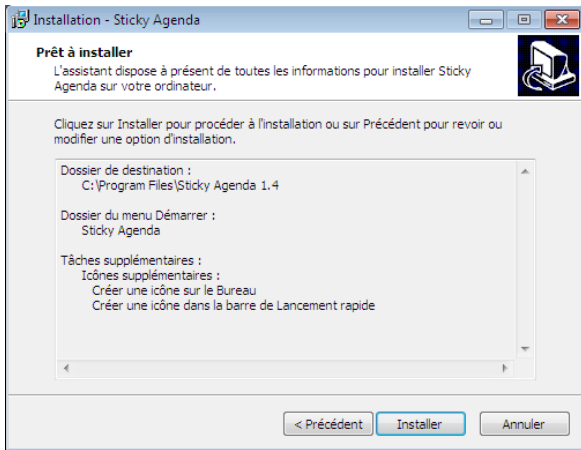 Installation - Sticky Agenda
Prêt à installer
L'assistant dispose à présent de toutes les informations pour installer Sticky
Agenda sur votre ordinateur.
Cliquez sur Installer pour procéder à l'installation ou sur Précédent pour revoir ou
modifier une option d'installation.
Dossier de destination :
C:\Program Files\Sticky Agenda 1.4
Dossier du menu Démarrer :
Sticky Agenda
Tâches supplémentaires :
Icônes supplémentaires :
Créer une icône sur le Bureau
Créer une icône dans la barre de Lancement rapide
< Précédent Installer Annuler